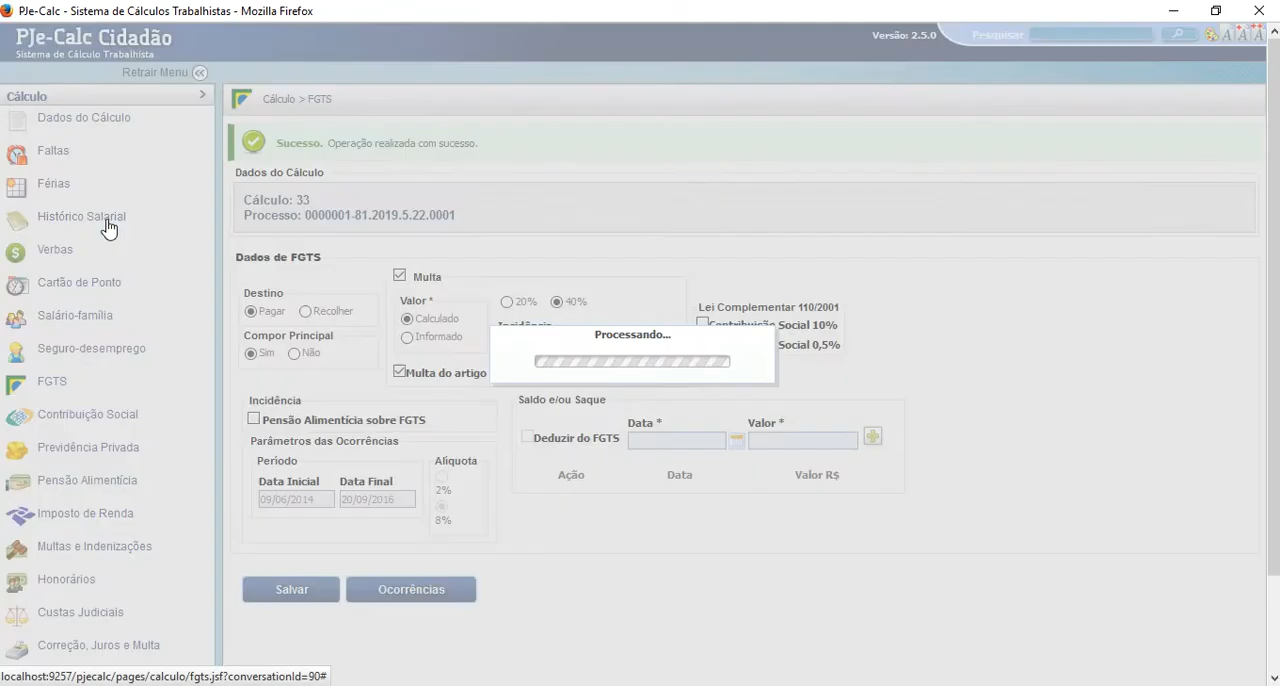 PJe-Calc - Sistema de Cálculos Trabalhistas - Mozilla Firefox
PJe-Calc Cidadão
Sistema de Cálculo Trabalhista
Versão: 2.5.0
Pesquisar
A A A
Retrair Menu
Cálculo
Dados do Cálculo
Faltas
Férias
Histórico Salarial
Verbas
Cartão de Ponto
Salário-família
Seguro-desemprego
FGTS
Contribuição Social
Previdência Privada
Pensão Alimentícia
Imposto de Renda
Multas e Indenizações
Honorários
Custas Judiciais
Correção, Juros e Multa
Cálculo > FGTS
Sucesso. Operação realizada com sucesso.
Dados do Cálculo
Cálculo: 33
Processo: 0000001-81.2019.5.22.0001
Dados de FGTS
Destino
Pagar Recolher
Compor Principal
Sim Não
Multa
Valor *
Calculado
Informado
20% 40%
Incidência
Multa do artigo
Lei Complementar 110/2001
Contribuição Social 10%
Social 0,5%
Processando...
Incidência
Pensão Alimentícia sobre FGTS
Parâmetros das Ocorrências
Período
Data Inicial Data Final
09/06/2014 20/09/2016
Alíquota
2%
8%
Saldo e/ou Saque
Deduzir do FGTS
Data * Valor *
Ação Data Valor R$
Salvar Ocorrências
localhost:9257/pjecalc/pages/calculo/fgts.jsf?conversationId=90#